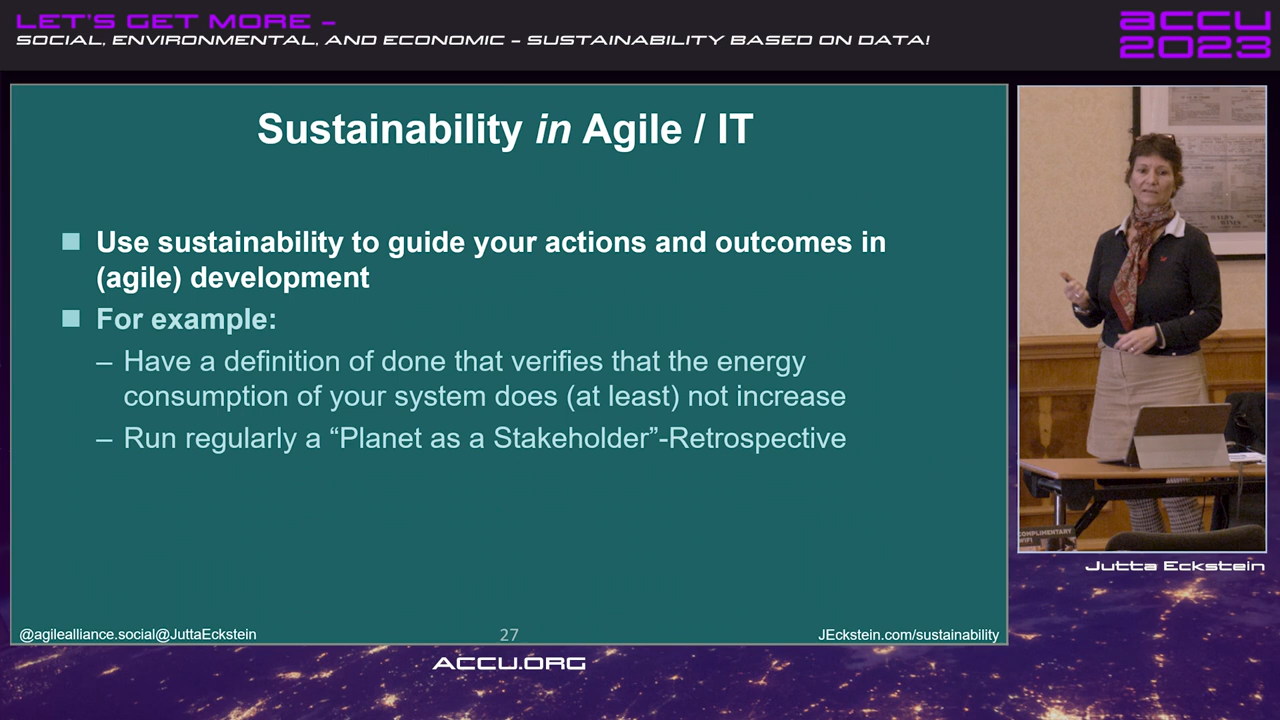 LET'S GET MORE –
SOCIAL, ENVIRONMENTAL, AND ECONOMIC – SUSTAINABILITY BASED ON DATA!
accu
2023
Sustainability in Agile / IT
Use sustainability to guide your actions and outcomes in
(agile) development
For example:
– Have a definition of done that verifies that the energy
consumption of your system does (at least) not increase
– Run regularly a “Planet as a Stakeholder”-Retrospective
@agilealliance.social@JuttaEckstein
27
JEckstein.com/sustainability
COMPLIMENTARY
WIFI
Jutta Eckstein
ACCU.ORG